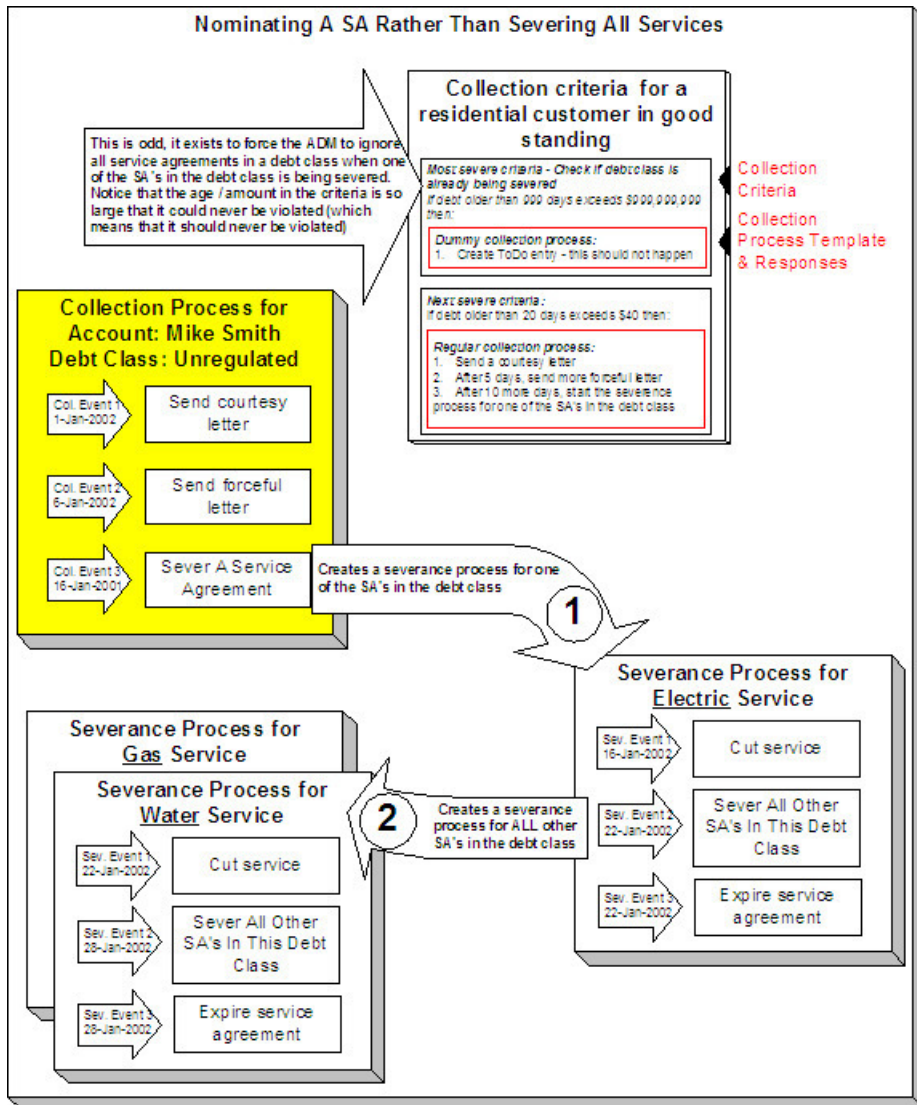 Nominating A SA Rather Than Severing All Services
This is odd, it exists to force the ADM to ignore
all service agreements in a debt class when one
of the SA's in the debt class is being severed.
Notice that the age / amount in the criteria is so
large that it could never be violated (which
means that it should never be violated)
Collection criteria for a
residential customer in good
standing
Most severe criteria - Check if debt class is
already being severed
If debt older than 999 days exceeds $999,999,999
then:
Dummy collection process:
1. Create ToDo entry - this should not happen
Next severe criteria:
If debt older than 20 days exceeds $40 then:
Regular collection process:
1. Send a courtesy letter
2. After 5 days, send more forceful letter
3. After 10 more days, start the severence
process for one of the SA's in the debt class
Collection
Criteria
Collection
Process Template
& Responses
Collection Process for
Account: Mike Smith
Debt Class: Unregulated
Col. Event 1
1-Jan-2002
Send courtesy
letter
Col. Event 2
6-Jan-2002
Send forceful
letter
Col. Event 3
16-Jan-2001
Sever A Service
Agreement
Creates a severance process for one
of the SA's in the debt class
1
Severance Process for
Electric Service
Sev. Event 1
16-Jan-2002
Cut service
Sev. Event 2
22-Jan-2002
Sever All Other
SA's In This Debt
Class
Sev. Event 3
22-Jan-2002
Expire service
agreement
Creates a severance
process for ALL other
SA's in the debt class
2
Severance Process for
Gas Service
Severance Process for
Water Service
Sev. Event 1
22-Jan-2002
Cut service
Sev. Event 2
28-Jan-2002
Sever All Other
SA's In This Debt
Class
Sev. Event 3
28-Jan-2002
Expire service
agreement